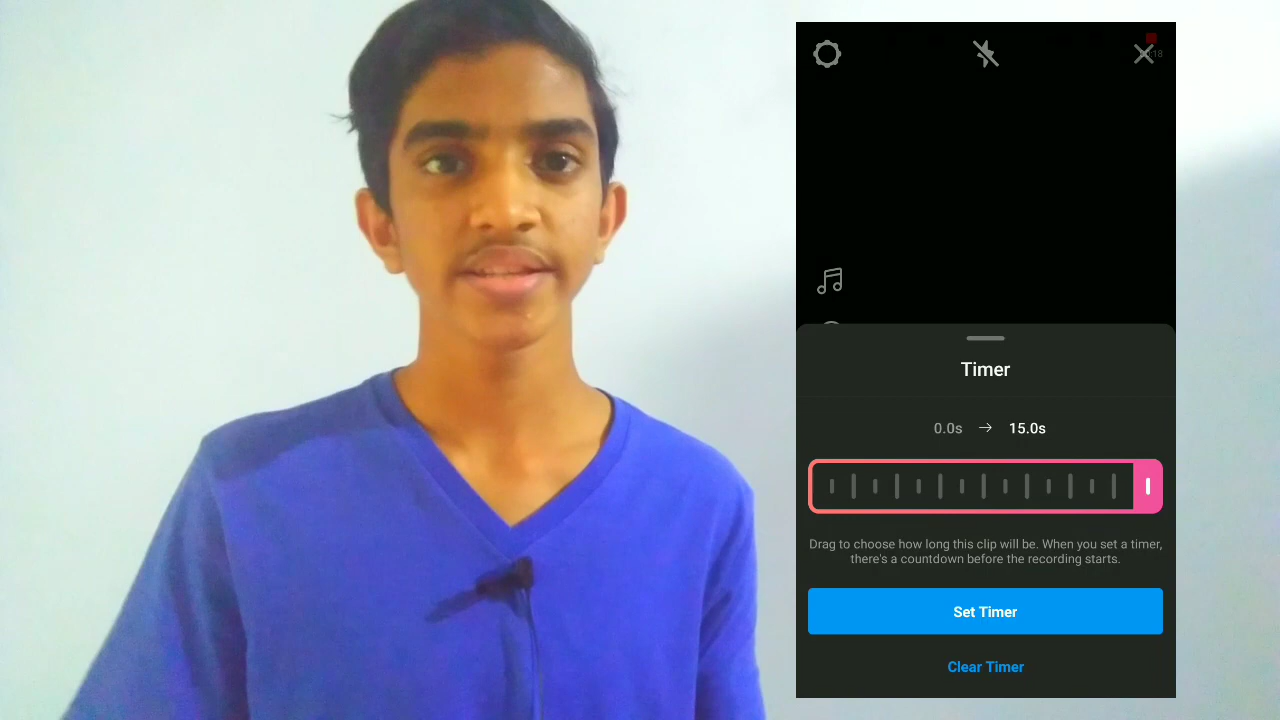 Timer
0.0s → 15.0s
Drag to choose how long this clip will be. When you set a timer,
there's a countdown before the recording starts.
Set Timer
Clear Timer